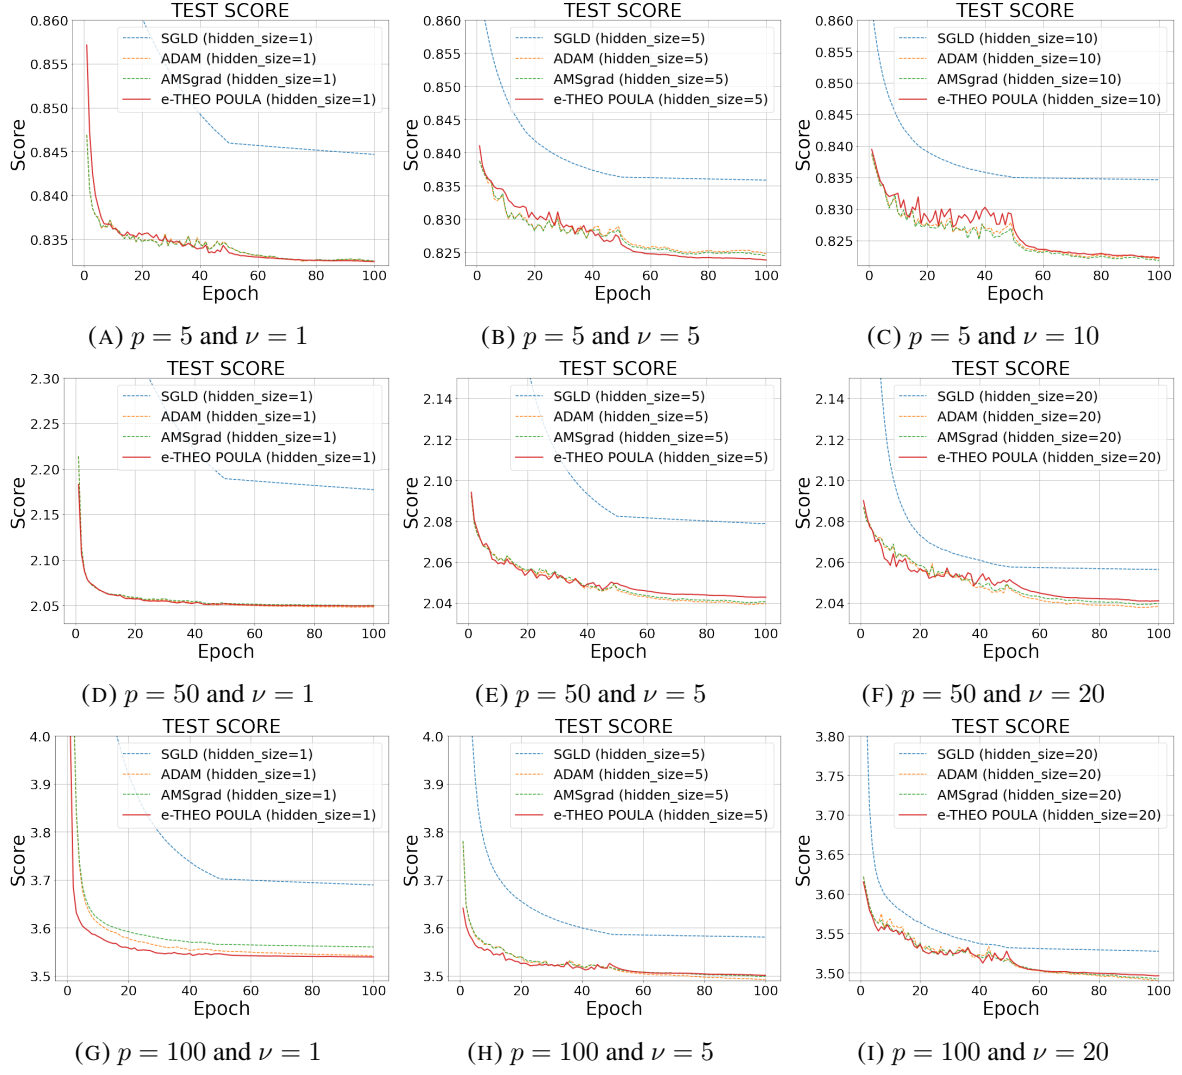 TEST SCORE
0.860
0.855
0.850
0.845
0.840
0.835
Score
SGLD (hidden_size=1)
ADAM (hidden_size=1)
AMSgrad (hidden_size=1)
e-THEO POULA (hidden_size=1)
0 20 40 60 80 100
Epoch
(A) p = 5 and ν = 1
TEST SCORE
0.860
0.855
0.850
0.845
0.840
0.835
0.830
0.825
Score
SGLD (hidden_size=5)
ADAM (hidden_size=5)
AMSgrad (hidden_size=5)
e-THEO POULA (hidden_size=5)
0 20 40 60 80 100
Epoch
(B) p = 5 and ν = 5
TEST SCORE
0.860
0.855
0.850
0.845
0.840
0.835
0.830
0.825
Score
SGLD (hidden_size=10)
ADAM (hidden_size=10)
AMSgrad (hidden_size=10)
e-THEO POULA (hidden_size=10)
0 20 40 60 80 100
Epoch
(C) p = 5 and ν = 10
TEST SCORE
2.30
2.25
2.20
2.15
2.10
2.05
Score
SGLD (hidden_size=1)
ADAM (hidden_size=1)
AMSgrad (hidden_size=1)
e-THEO POULA (hidden_size=1)
0 20 40 60 80 100
Epoch
(D) p = 50 and ν = 1
TEST SCORE
2.14
2.12
2.10
2.08
2.06
2.04
Score
SGLD (hidden_size=5)
ADAM (hidden_size=5)
AMSgrad (hidden_size=5)
e-THEO POULA (hidden_size=5)
0 20 40 60 80 100
Epoch
(E) p = 50 and ν = 5
TEST SCORE
2.14
2.12
2.10
2.08
2.06
2.04
Score
SGLD (hidden_size=20)
ADAM (hidden_size=20)
AMSgrad (hidden_size=20)
e-THEO POULA (hidden_size=20)
0 20 40 60 80 100
Epoch
(F) p = 50 and ν = 20
TEST SCORE
4.0
3.9
3.8
3.7
3.6
3.5
Score
SGLD (hidden_size=1)
ADAM (hidden_size=1)
AMSgrad (hidden_size=1)
e-THEO POULA (hidden_size=1)
0 20 40 60 80 100
Epoch
(G) p = 100 and ν = 1
TEST SCORE
4.0
3.9
3.8
3.7
3.6
3.5
Score
SGLD (hidden_size=5)
ADAM (hidden_size=5)
AMSgrad (hidden_size=5)
e-THEO POULA (hidden_size=5)
0 20 40 60 80 100
Epoch
(H) p = 100 and ν = 5
TEST SCORE
3.80
3.75
3.70
3.65
3.60
3.55
3.50
Score
SGLD (hidden_size=20)
ADAM (hidden_size=20)
AMSgrad (hidden_size=20)
e-THEO POULA (hidden_size=20)
0 20 40 60 80 100
Epoch
(I) p = 100 and ν = 20